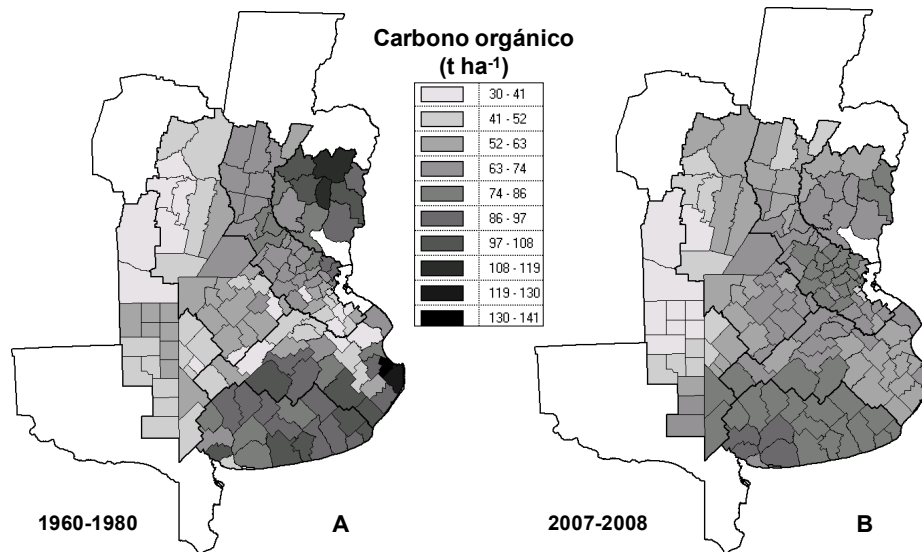 Carbono orgánico
(t ha-1)
30 - 41
41 - 52
52 - 63
63 - 74
74 - 86
86 - 97
97 - 108
108 - 119
119 - 130
130 - 141
1960-1980
A
2007-2008
B